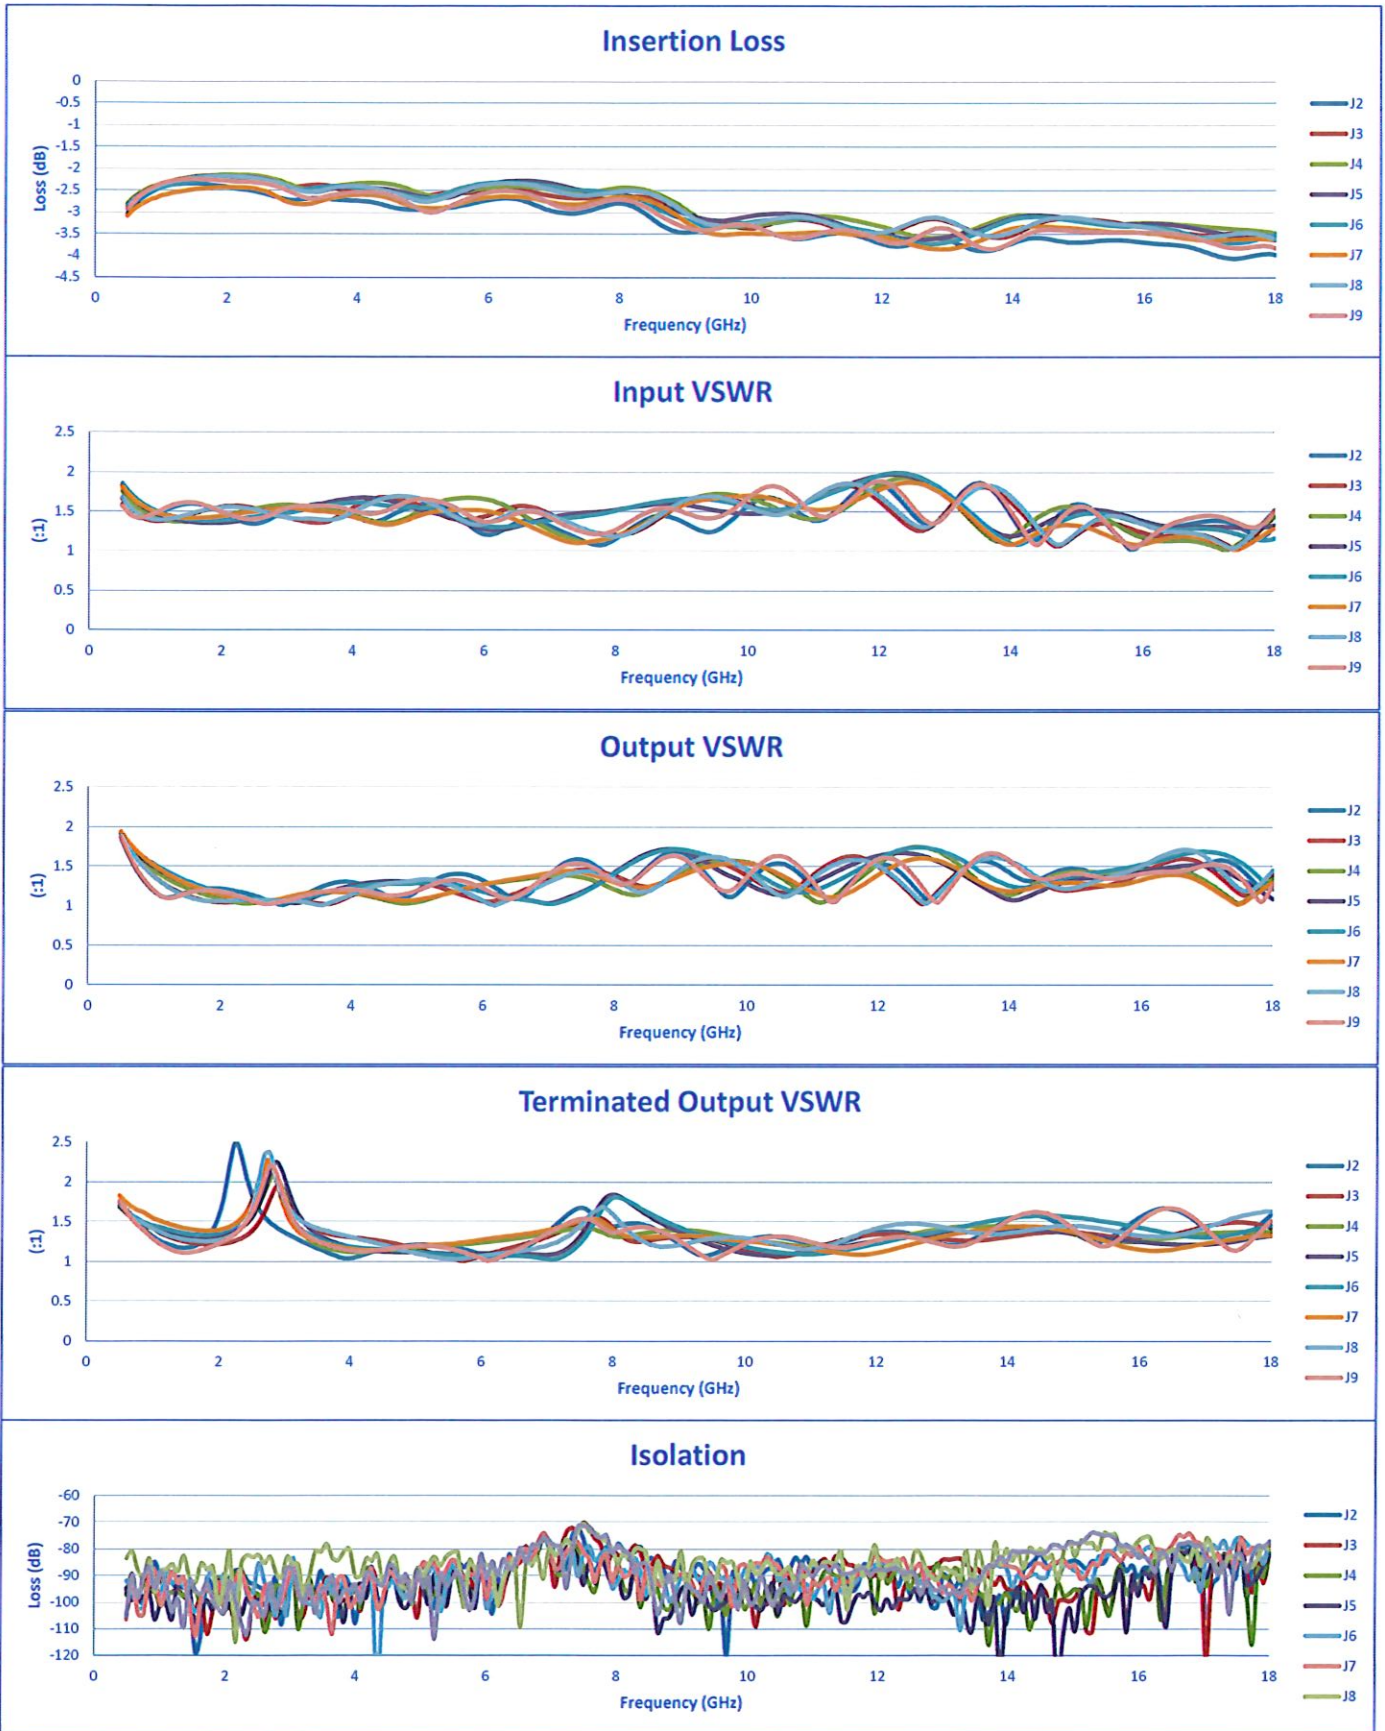 Insertion Loss
0
-0.5
-1
-1.5
-2
-2.5
-3
-3.5
-4
-4.5
Loss (dB)
0 2 4 6 8 10 12 14 16 18
Frequency (GHz)
J2
J3
J4
J5
J6
J7
J8
J9
Input VSWR
2.5
2
1.5
1
0.5
0
(:1)
0 2 4 6 8 10 12 14 16 18
Frequency (GHz)
J2
J3
J4
J5
J6
J7
J8
J9
Output VSWR
2.5
2
1.5
1
0.5
0
(:1)
0 2 4 6 8 10 12 14 16 18
Frequency (GHz)
J2
J3
J4
J5
J6
J7
J8
J9
Terminated Output VSWR
2.5
2
1.5
1
0.5
0
(:1)
0 2 4 6 8 10 12 14 16 18
Frequency (GHz)
J2
J3
J4
J5
J6
J7
J8
J9
Isolation
-60
-70
-80
-90
-100
-110
-120
Loss (dB)
0 2 4 6 8 10 12 14 16 18
Frequency (GHz)
J2
J3
J4
J5
J6
J7
J8